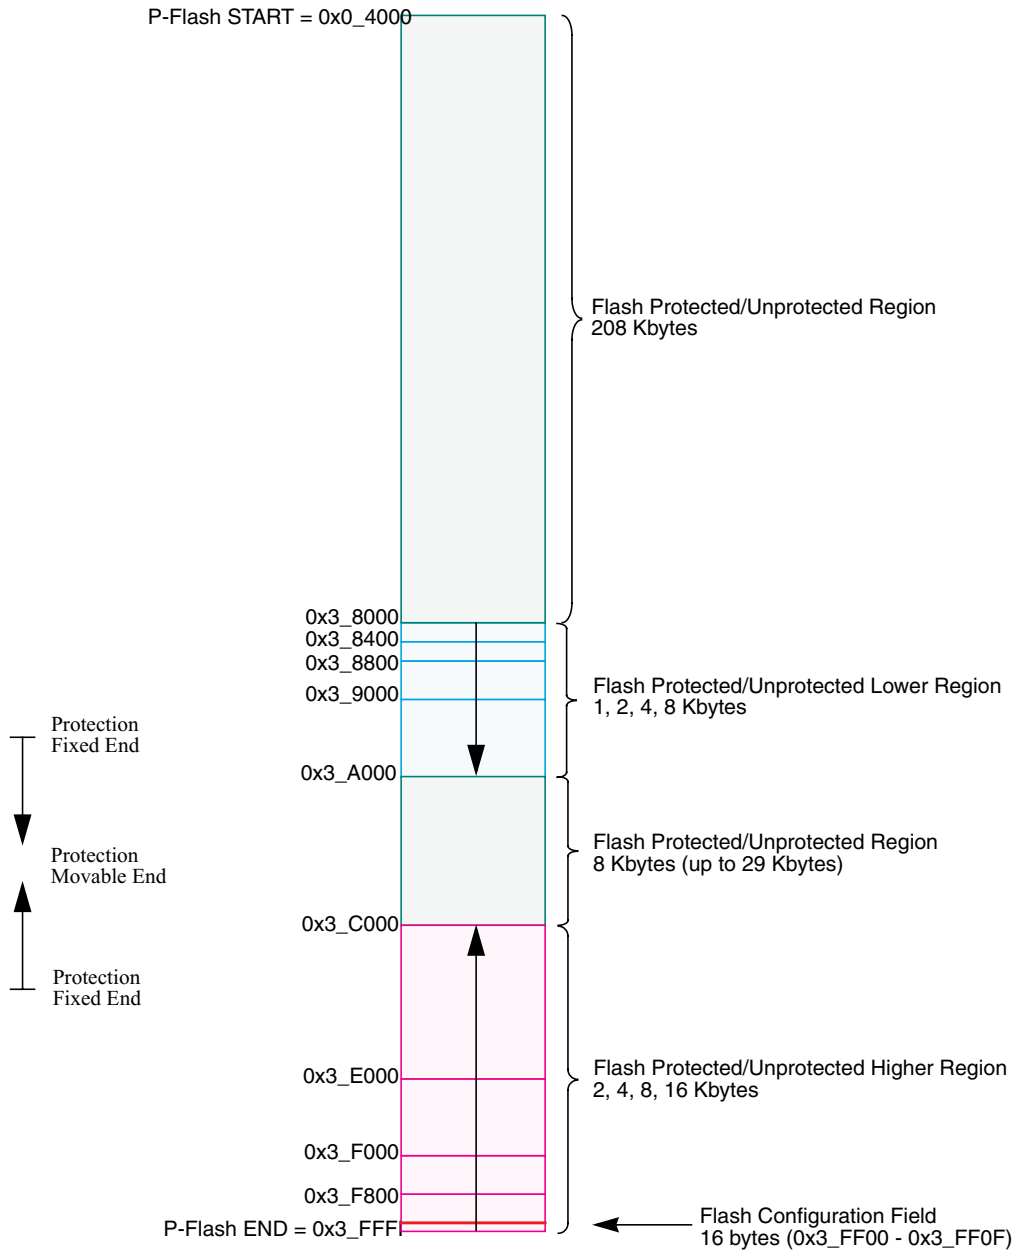 P-Flash START = 0x0_4000
Flash Protected/Unprotected Region
208 Kbytes
0x3_8000
0x3_8400
0x3_8800
0x3_9000
Flash Protected/Unprotected Lower Region
1, 2, 4, 8 Kbytes
Protection
Fixed End
0x3_A000
Flash Protected/Unprotected Region
8 Kbytes (up to 29 Kbytes)
Protection
Movable End
0x3_C000
Protection
Fixed End
Flash Protected/Unprotected Higher Region
2, 4, 8, 16 Kbytes
0x3_E000
0x3_F000
0x3_F800
P-Flash END = 0x3_FFFF
Flash Configuration Field
16 bytes (0x3_FF00 - 0x3_FF0F)